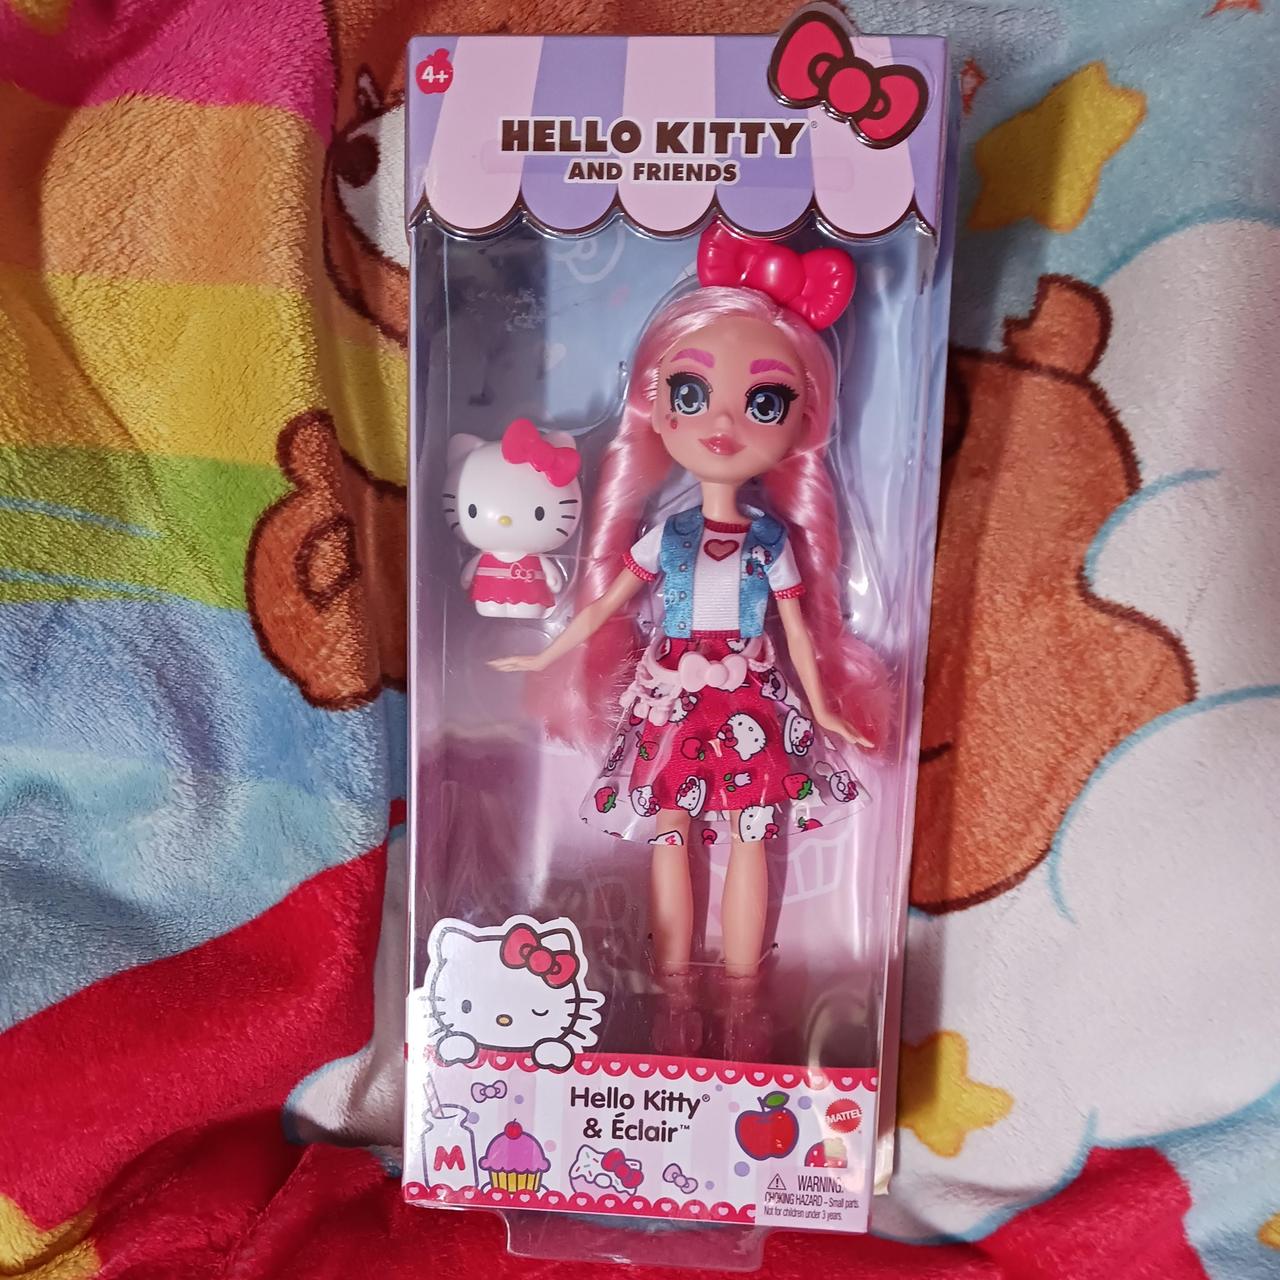 4+
HELLO KITTY®
AND FRIENDS
Hello Kitty®
& Éclair™
MATTEL
M
WARNING:
CHOKING HAZARD – Small parts.
Not for children under 3 years.